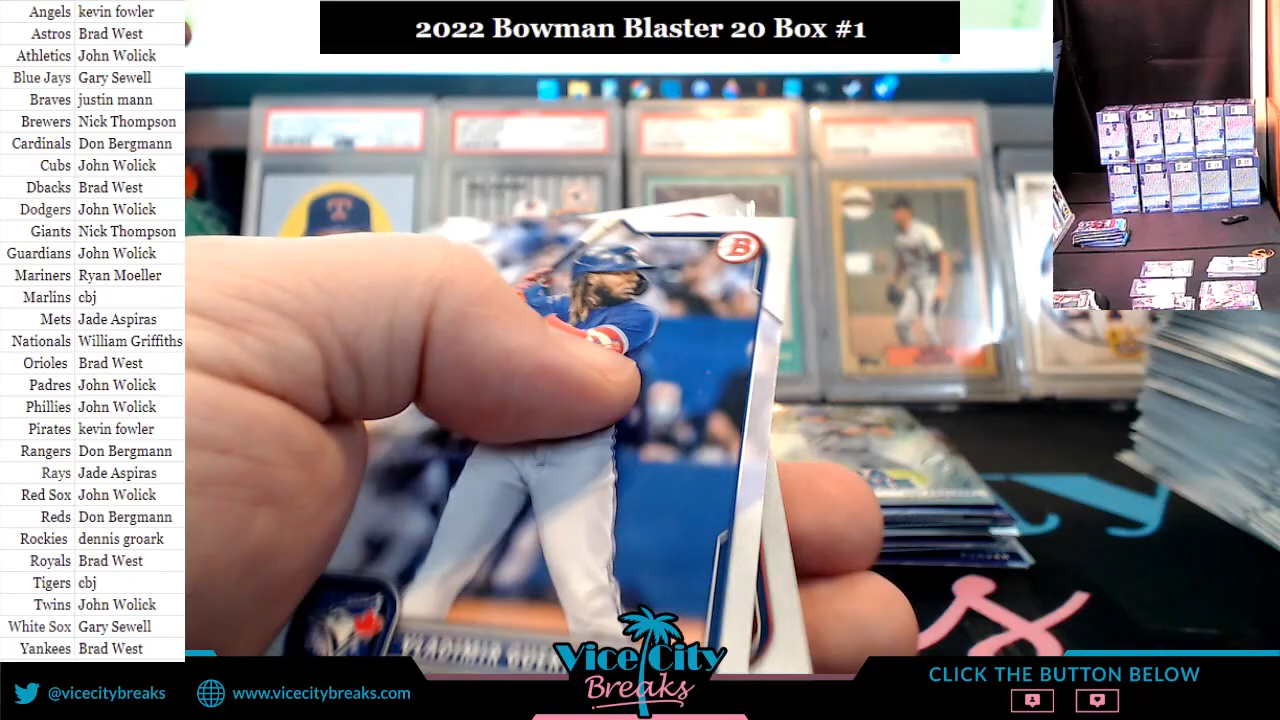 2022 Bowman Blaster 20 Box #1
Angels kevin fowler
Astros Brad West
Athletics John Wolick
Blue Jays Gary Sewell
Braves justin mann
Brewers Nick Thompson
Cardinals Don Bergmann
Cubs John Wolick
Dbacks Brad West
Dodgers John Wolick
Giants Nick Thompson
Guardians John Wolick
Mariners Ryan Moeller
Marlins cbj
Mets Jade Aspiras
Nationals William Griffiths
Orioles Brad West
Padres John Wolick
Phillies John Wolick
Pirates kevin fowler
Rangers Don Bergmann
Rays Jade Aspiras
Red Sox John Wolick
Reds Don Bergmann
Rockies dennis groark
Royals Brad West
Tigers cbj
Twins John Wolick
White Sox Gary Sewell
Yankees Brad West
B
T
VLADIMIR
Vice City
Breaks
@vicecitybreaks
www.vicecitybreaks.com
CLICK THE BUTTON BELOW